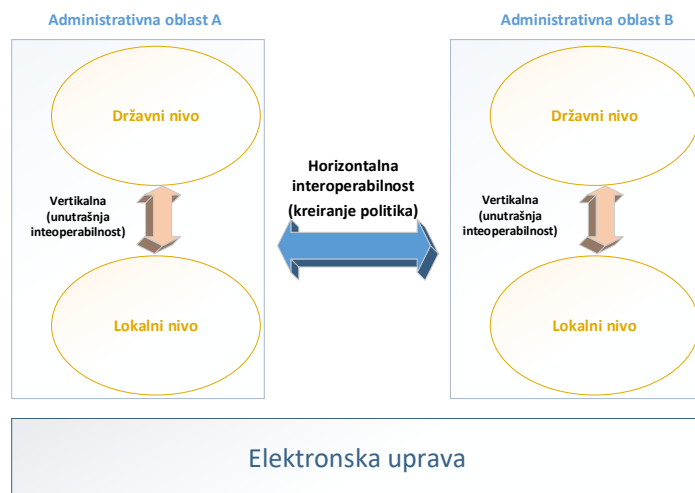 Administrativna oblast A
Administrativna oblast B
Državni nivo
Državni nivo
Horizontalna
interoperabilnost
(kreiranje politika)
Vertikalna
(unutrašnja
inteoperabilnost)
Vertikalna
(unutrašnja
inteoperabilnost)
Lokalni nivo
Lokalni nivo
Elektronska uprava